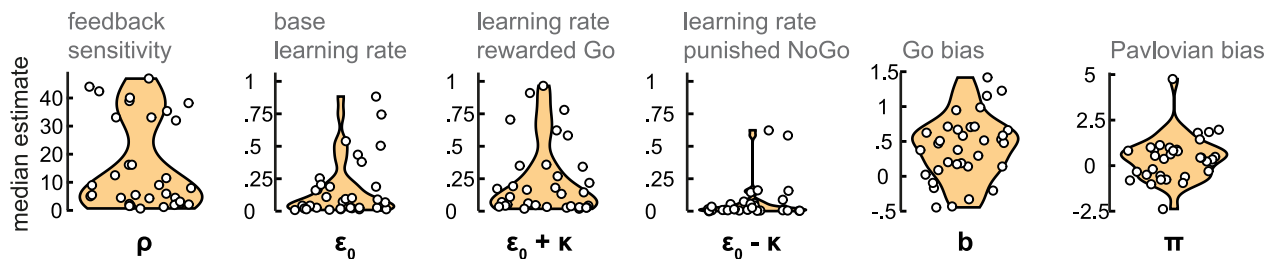 feedback
sensitivity
base
learning rate
learning rate
rewarded Go
learning rate
punished NoGo
Go bias
Pavlovian bias
median estimate
40
30
20
10
0
ρ
1
.75
.5
.25
0
ε0
1
.75
.5
.25
0
ε0 + κ
1
.75
.5
.25
0
ε0 - κ
1.5
1
.5
0
-.5
b
5
2.5
0
-2.5
π